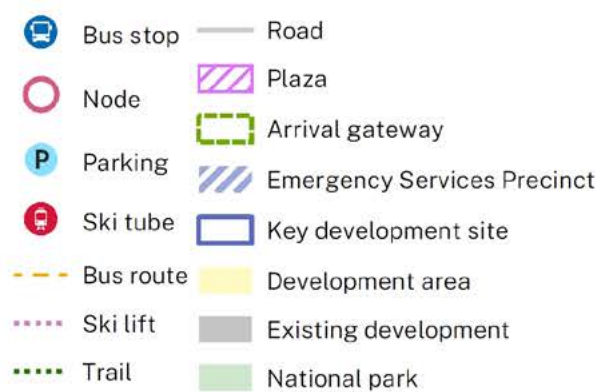 Bus stop
Node
P
Parking
Ski tube
Bus route
Ski lift
Trail
Road
Plaza
Arrival gateway
Emergency Services Precinct
Key development site
Development area
Existing development
National park